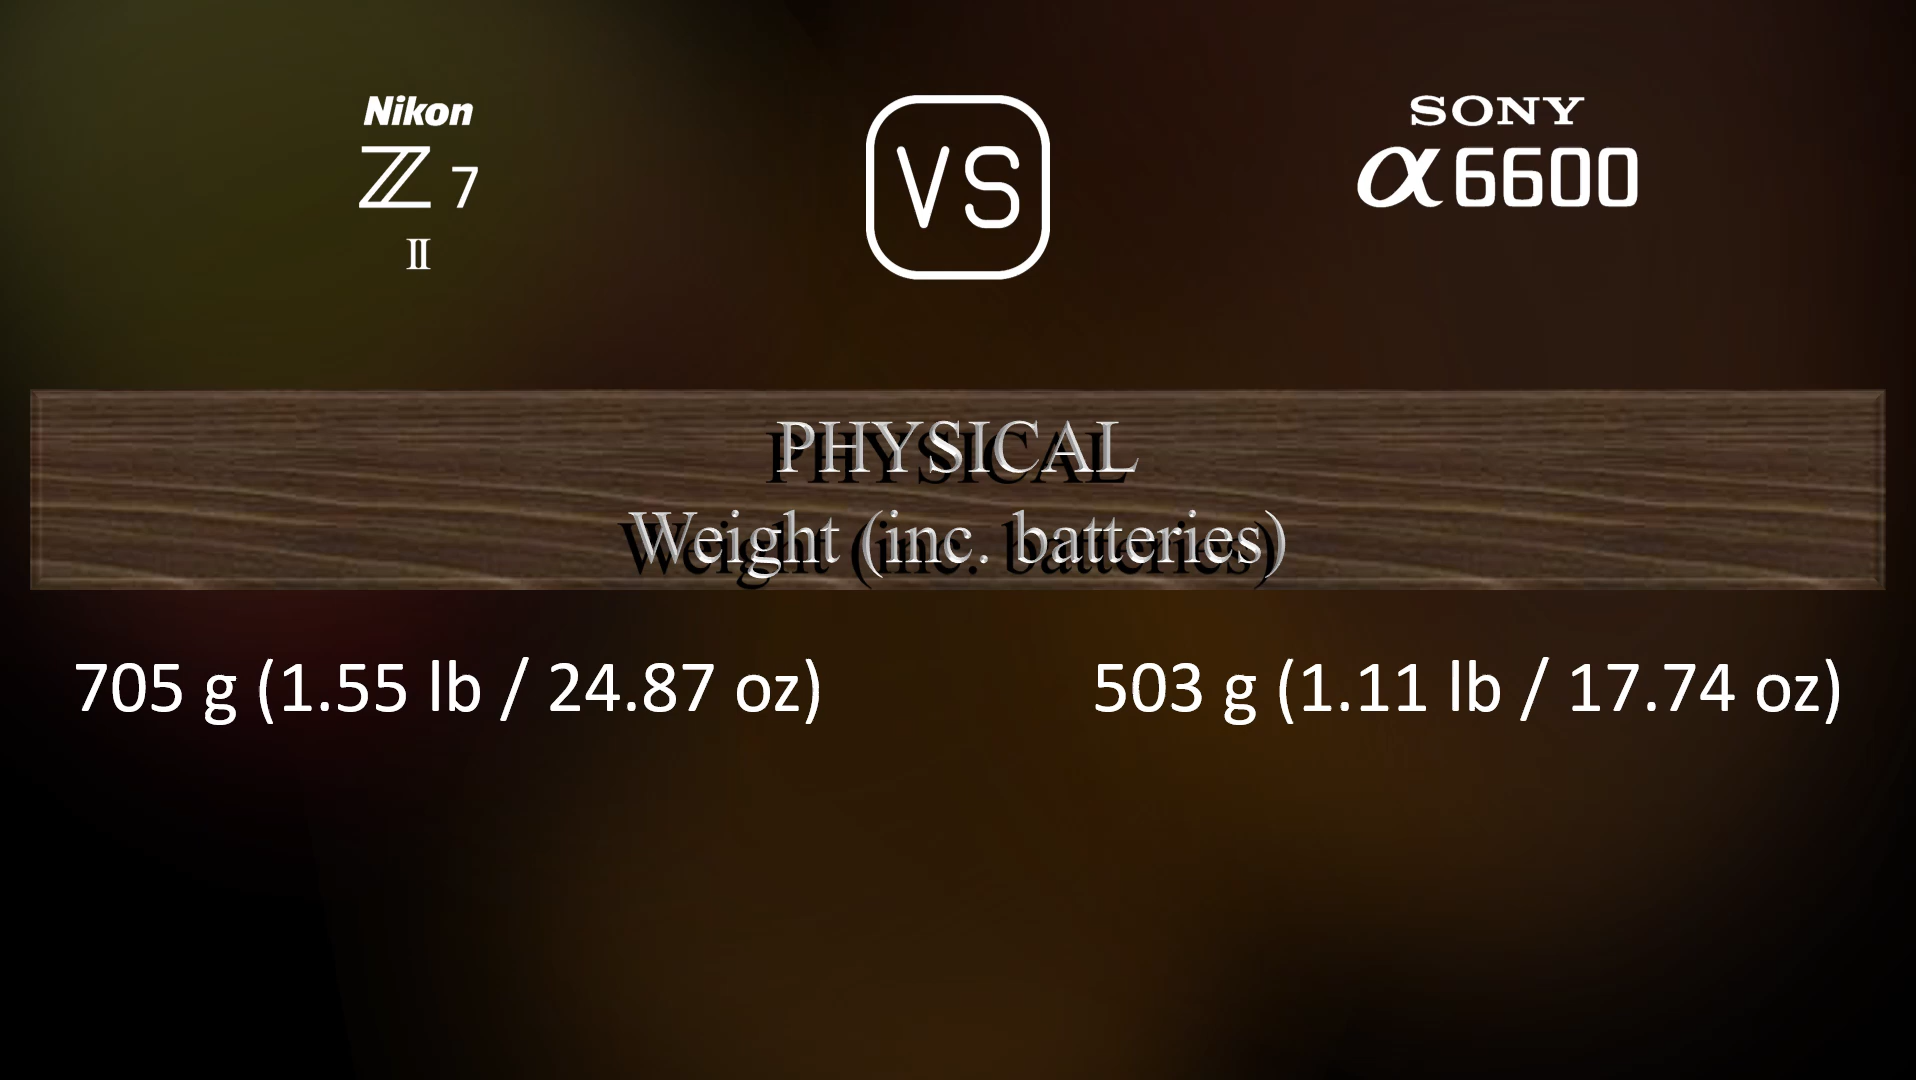 Nikon
Z 7
II
VS
SONY
α6600
PHYSICAL
Weight (inc. batteries)
705 g (1.55 lb / 24.87 oz)
503 g (1.11 lb / 17.74 oz)